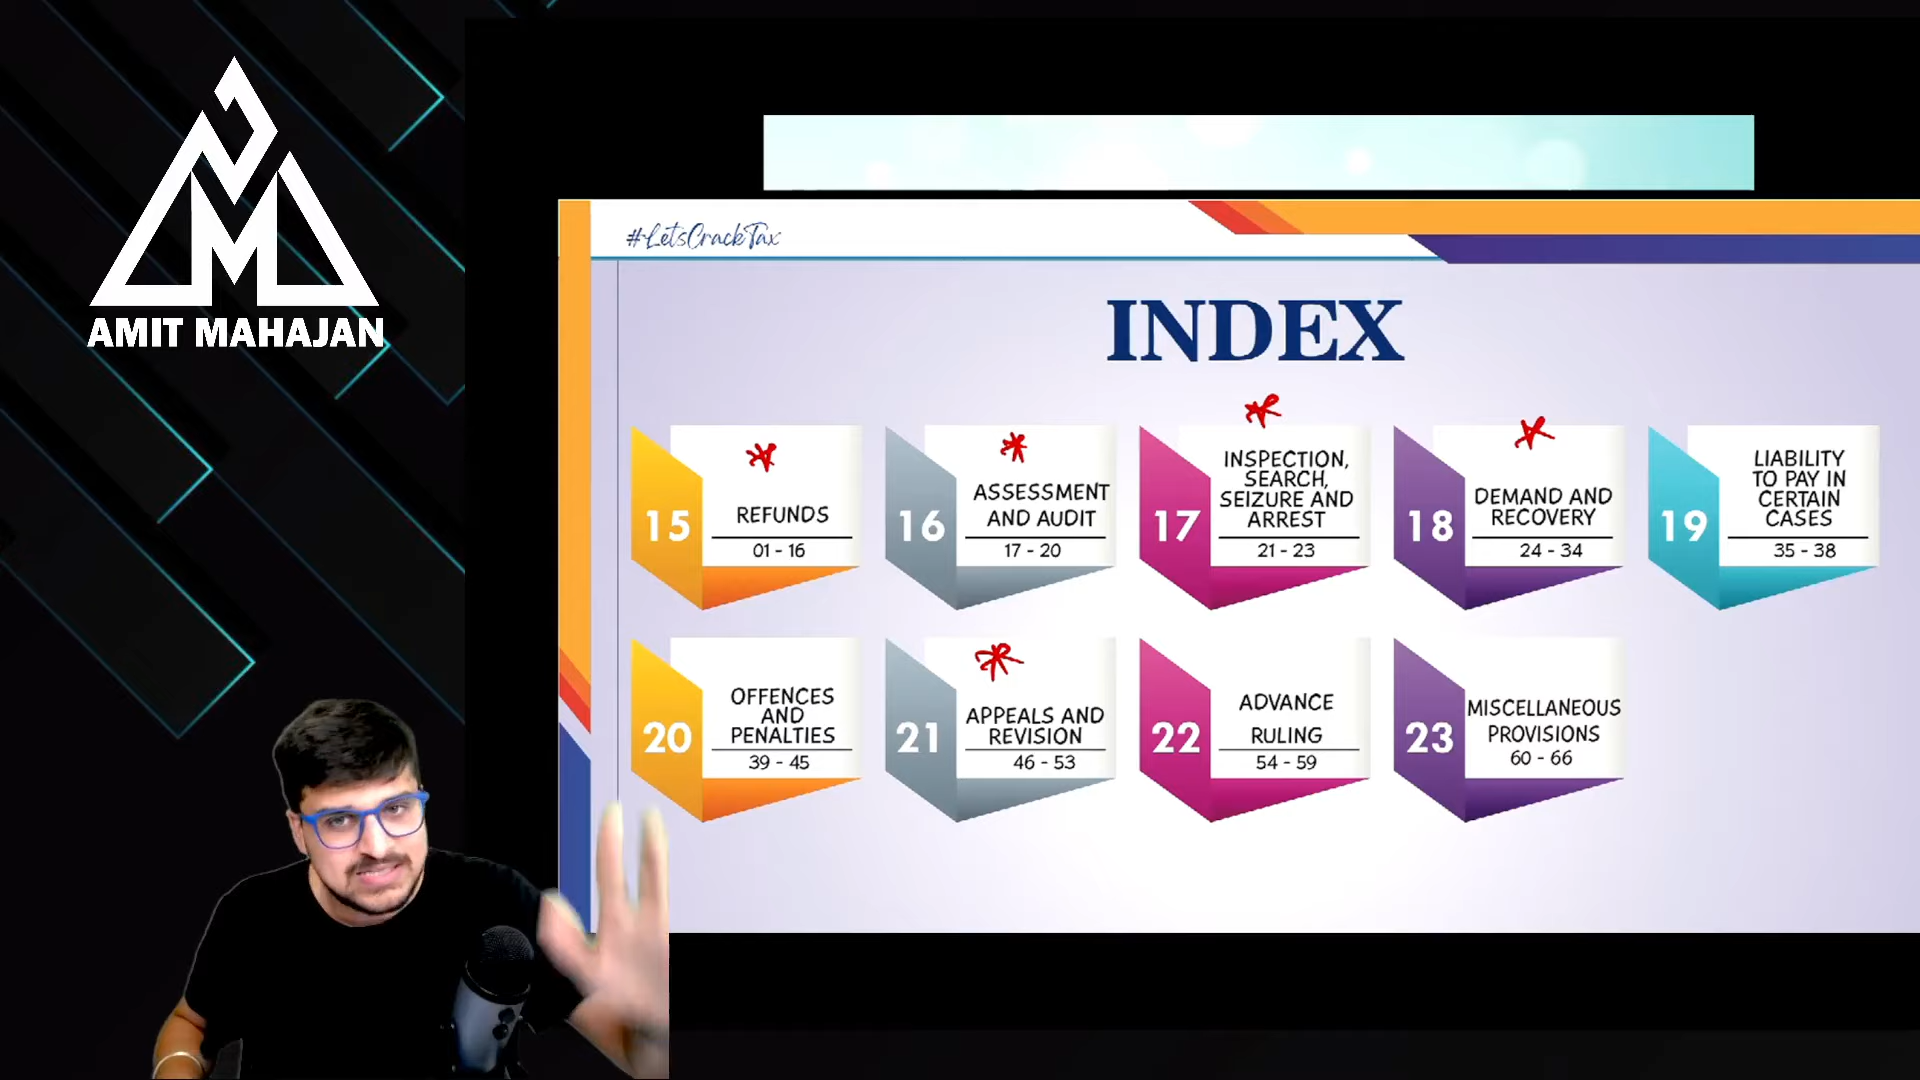 AMIT MAHAJAN
#LetsCrackTax
INDEX
15
REFUNDS
01 - 16
16
ASSESSMENT
AND AUDIT
17 - 20
17
INSPECTION,
SEARCH,
SEIZURE AND
ARREST
21 - 23
18
DEMAND AND
RECOVERY
24 - 34
19
LIABILITY
TO PAY IN
CERTAIN
CASES
35 - 38
20
OFFENCES
AND
PENALTIES
39 - 45
21
APPEALS AND
REVISION
46 - 53
22
ADVANCE
RULING
54 - 59
23
MISCELLANEOUS
PROVISIONS
60 - 66